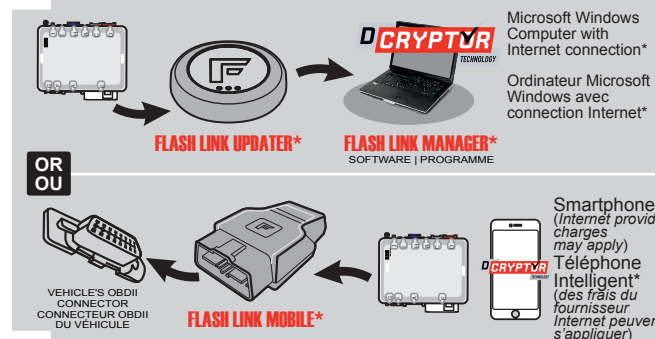 DCRYPTOR
TECHNOLOGY
Microsoft Windows
Computer with
Internet connection*
Ordinateur Microsoft
Windows avec
connection Internet*
FLASH LINK UPDATER*
FLASH LINK MANAGER*
SOFTWARE | PROGRAMME
OR
OU
VEHICLE'S OBDII
CONNECTOR
CONNECTEUR OBDII
DU VÉHICULE
FLASH LINK MOBILE*
DCRYPTOR
TECHNOLOGY
Smartphone
(Internet provid
charges
may apply)
Téléphone
Intelligent*
(des frais du
fournisseur
Internet peuver
s'appliquer)